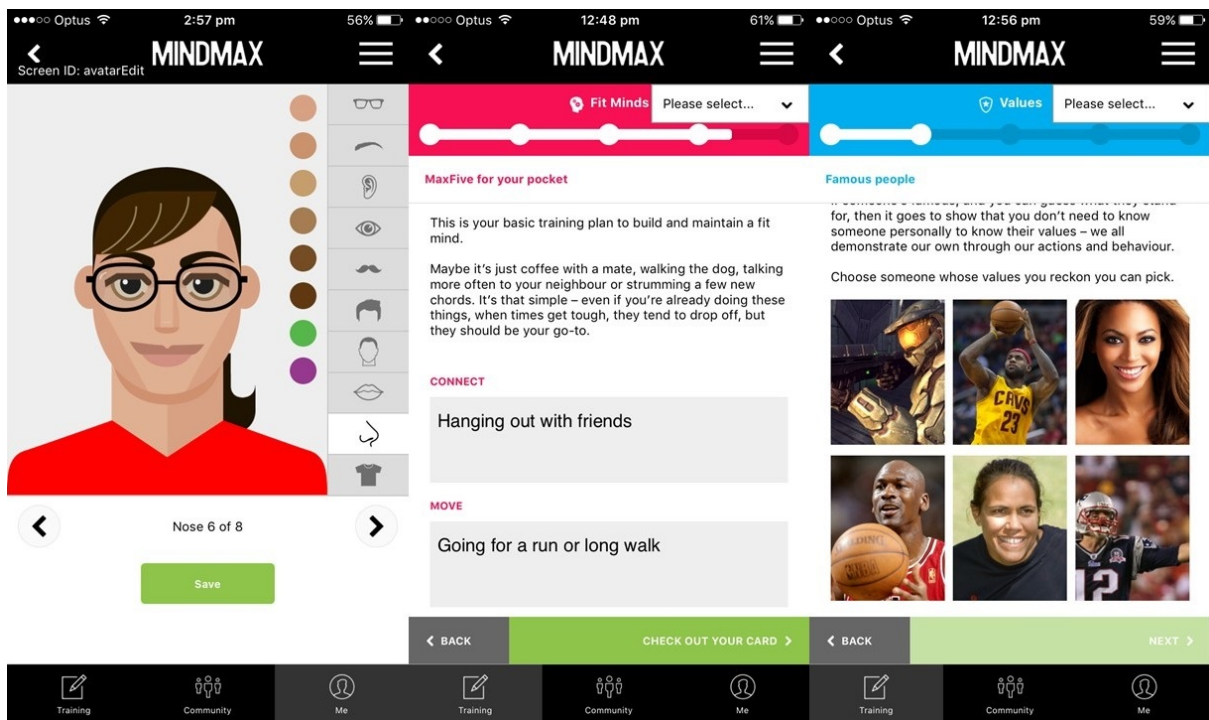 Optus 2:57 pm 56%
MINDMAX
Screen ID: avatarEdit
Nose 6 of 8
Save
Training Community Me
Optus 12:48 pm 61%
MINDMAX
Fit Minds Please select...
MaxFive for your pocket
This is your basic training plan to build and maintain a fit
mind.
Maybe it's just coffee with a mate, walking the dog, talking
more often to your neighbour or strumming a few new
chords. It's that simple – even if you're already doing these
things, when times get tough, they tend to drop off, but
they should be your go-to.
CONNECT
Hanging out with friends
MOVE
Going for a run or long walk
BACK CHECK OUT YOUR CARD
Training Community Me
Optus 12:56 pm 59%
MINDMAX
Values Please select...
Famous people
for, then it goes to show that you don't need to know
someone personally to know their values – we all
demonstrate our own through our actions and behaviour.
Choose someone whose values you reckon you can pick.
CAVS
23
12
BACK NEXT
Training Community Me